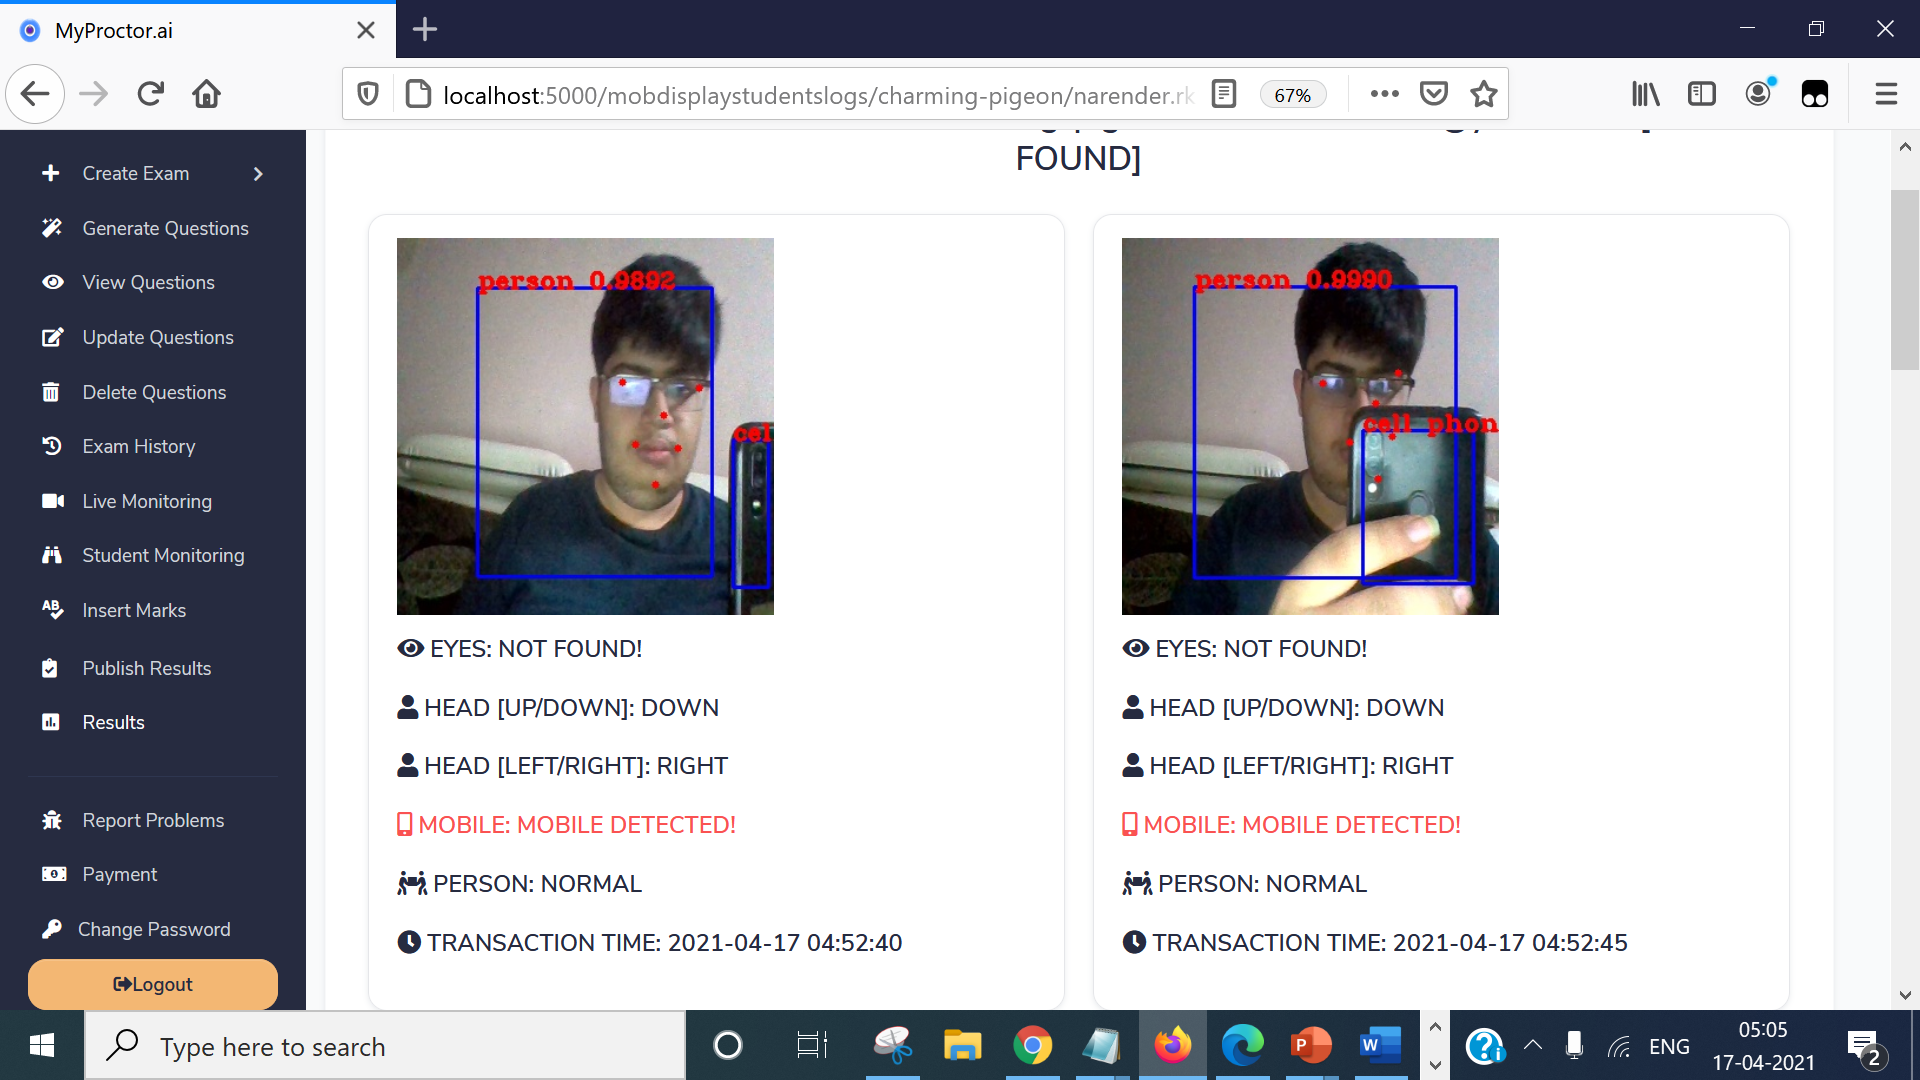 MyProctor.ai
localhost:5000/mobdisplaystudentslogs/charming-pigeon/narender.rk
67%
Create Exam
Generate Questions
View Questions
Update Questions
Delete Questions
Exam History
Live Monitoring
Student Monitoring
Insert Marks
Publish Results
Results
Report Problems
Payment
Change Password
Logout
FOUND]
person 0.9892
cel
EYES: NOT FOUND!
HEAD [UP/DOWN]: DOWN
HEAD [LEFT/RIGHT]: RIGHT
MOBILE: MOBILE DETECTED!
PERSON: NORMAL
TRANSACTION TIME: 2021-04-17 04:52:40
person 0.9990
cell phon
EYES: NOT FOUND!
HEAD [UP/DOWN]: DOWN
HEAD [LEFT/RIGHT]: RIGHT
MOBILE: MOBILE DETECTED!
PERSON: NORMAL
TRANSACTION TIME: 2021-04-17 04:52:45
Type here to search
ENG
05:05
17-04-2021
2